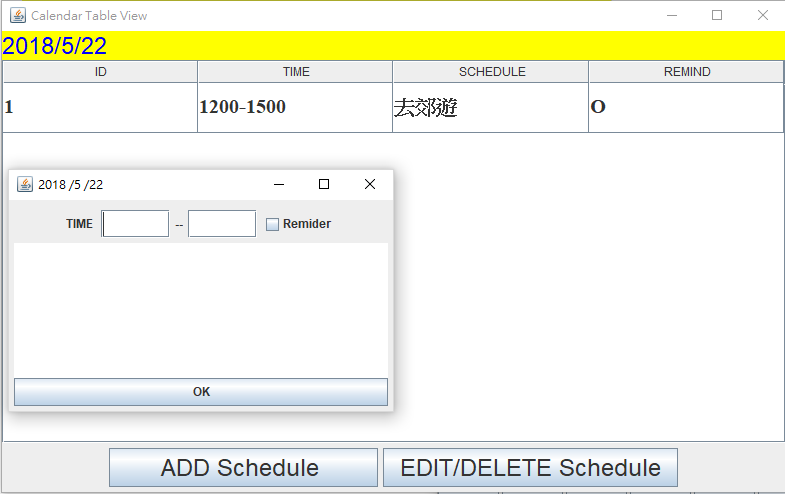 Calendar Table View
2018/5/22
ID TIME SCHEDULE REMIND
1 1200-1500 去郊遊 O
2018 /5 /22
TIME -- Remider
OK
ADD Schedule EDIT/DELETE Schedule